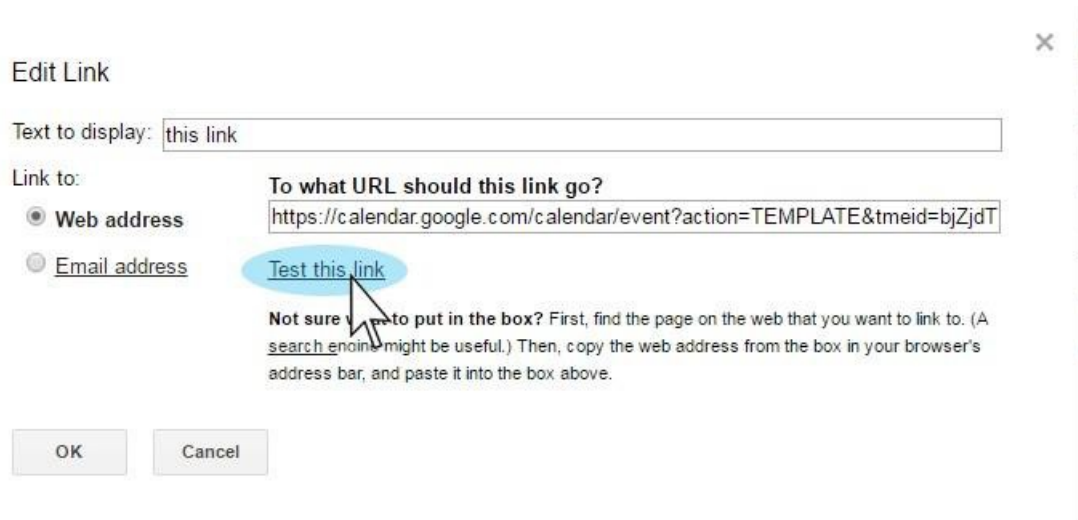 Edit Link
Text to display: this link
Link to:
To what URL should this link go?
Web address
https://calendar.google.com/calendar/event?action=TEMPLATE&tmeid=bjZjdT
Email address
Test this link
Not sure to put in the box? First, find the page on the web that you want to link to. (A
search engine might be useful.) Then, copy the web address from the box in your browser's
address bar, and paste it into the box above.
OK
Cancel